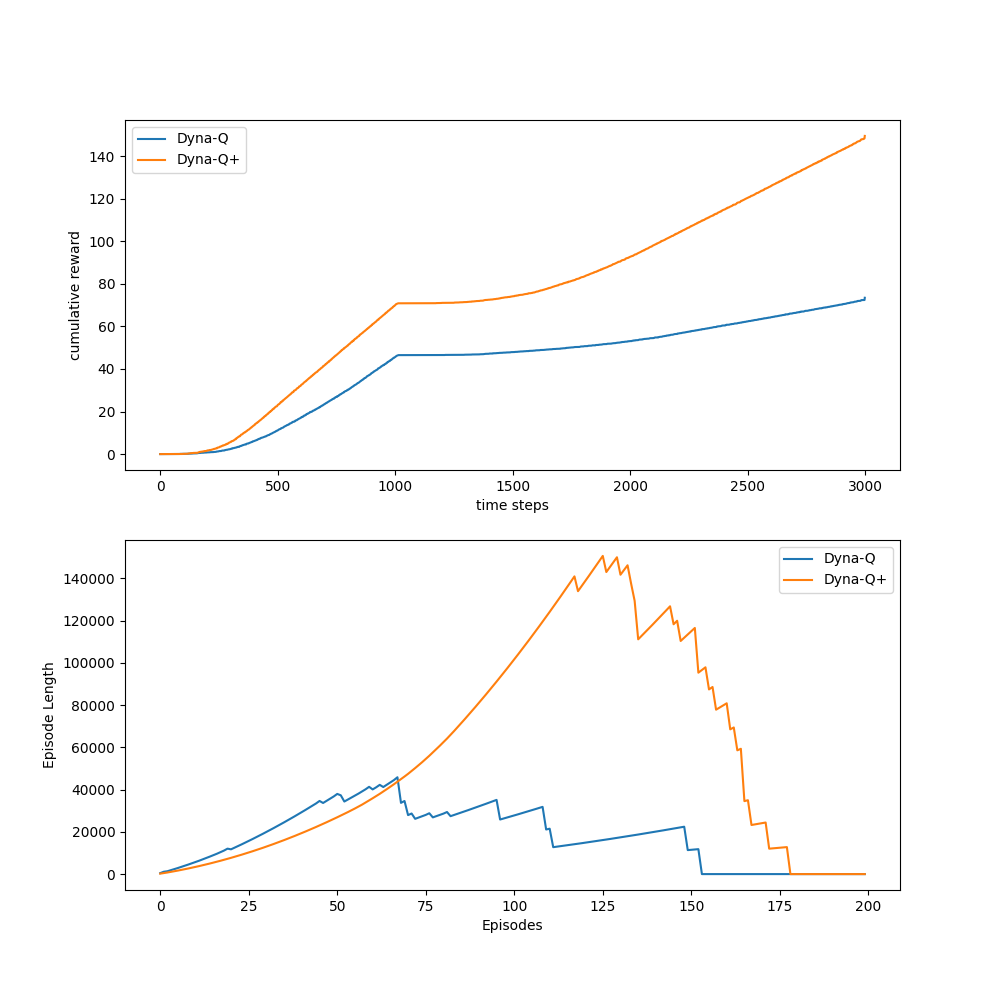 Dyna-Q
Dyna-Q+
cumulative reward
140
120
100
80
60
40
20
0
0 500 1000 1500 2000 2500 3000
time steps
Dyna-Q
Dyna-Q+
Episode Length
140000
120000
100000
80000
60000
40000
20000
0
0 25 50 75 100 125 150 175 200
Episodes